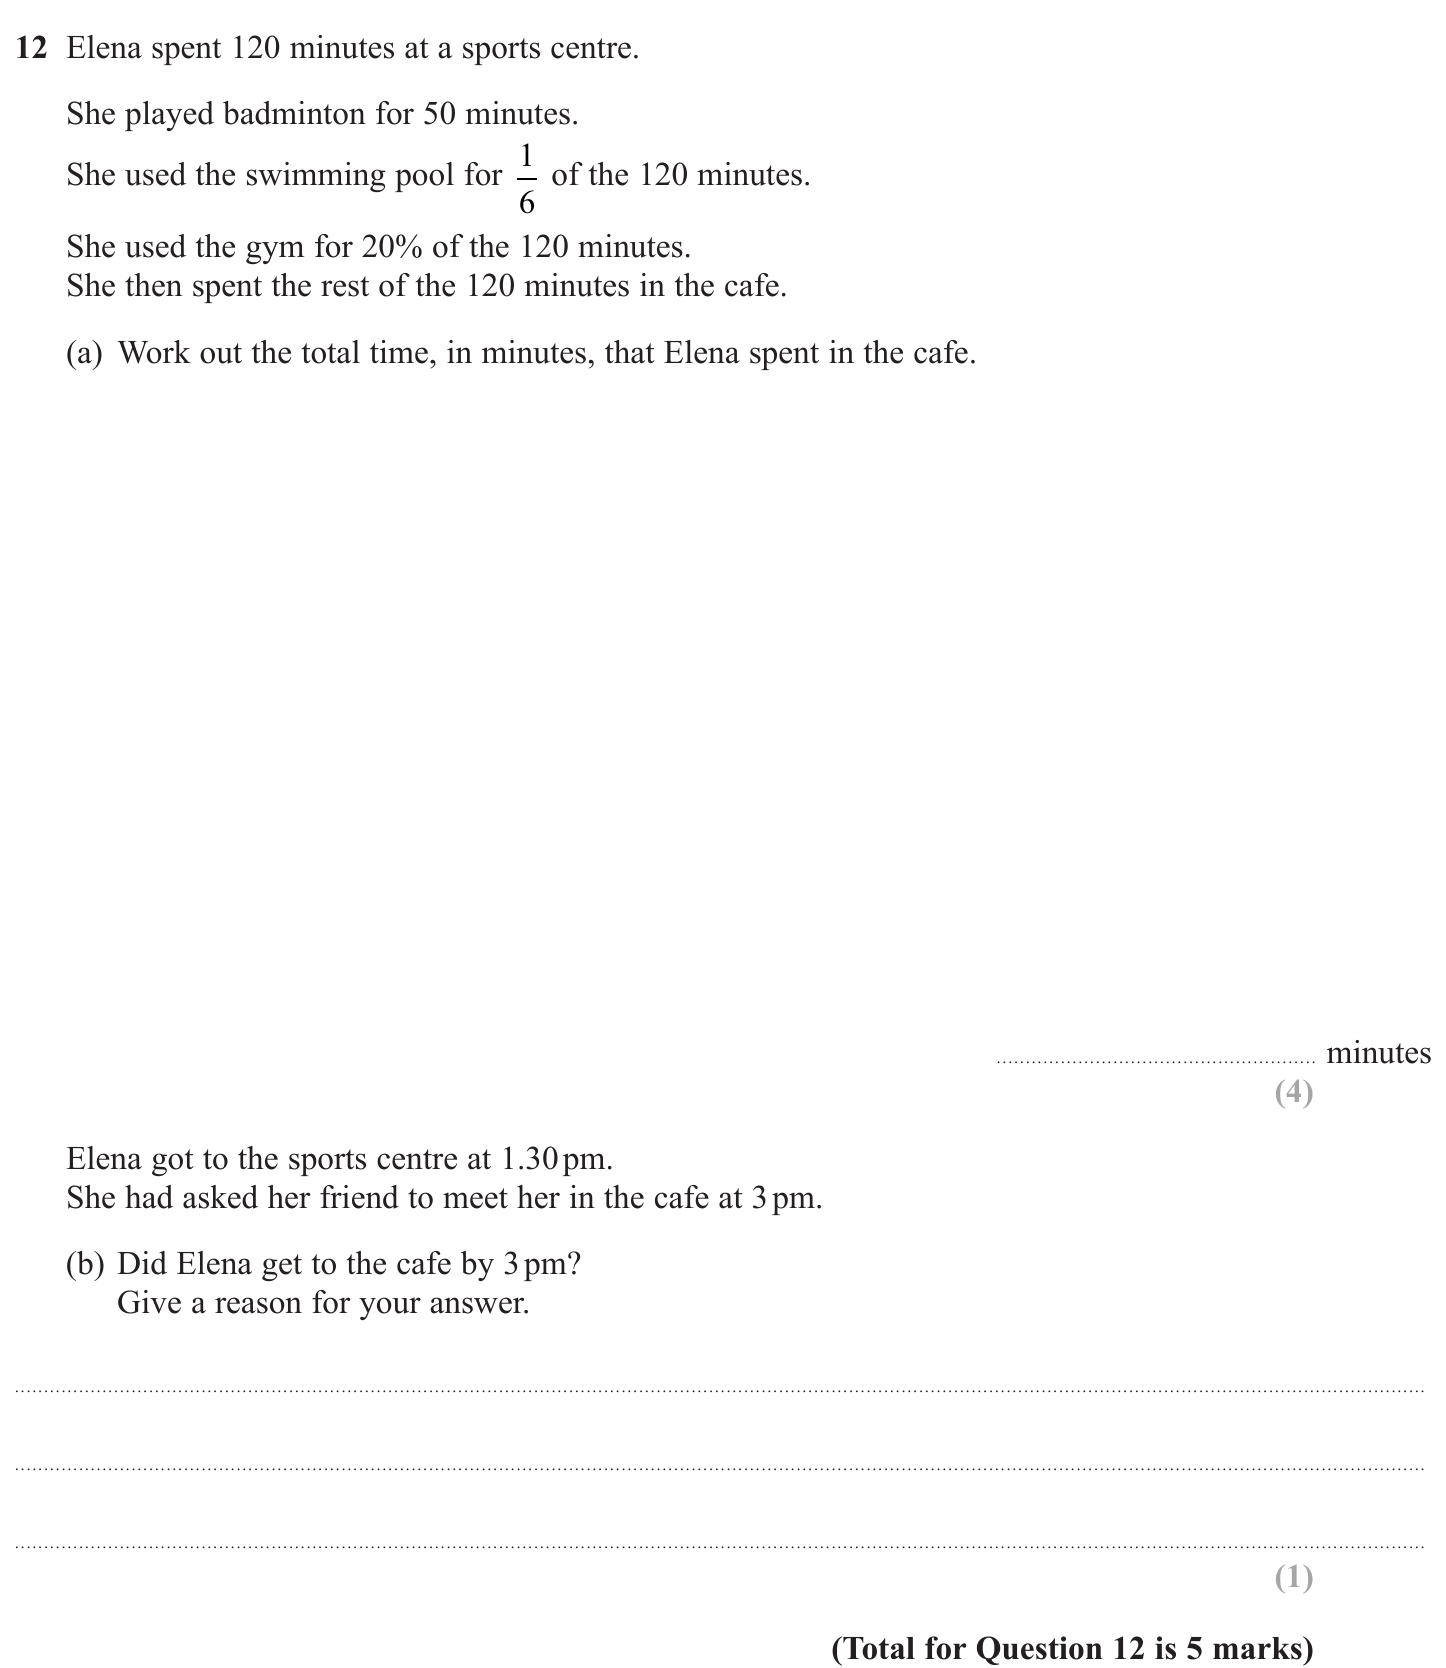 12 Elena spent 120 minutes at a sports centre.
She played badminton for 50 minutes.
She used the swimming pool for 1/6 of the 120 minutes.
She used the gym for 20% of the 120 minutes.
She then spent the rest of the 120 minutes in the cafe.
(a) Work out the total time, in minutes, that Elena spent in the cafe.
minutes
(4)
Elena got to the sports centre at 1.30 pm.
She had asked her friend to meet her in the cafe at 3 pm.
(b) Did Elena get to the cafe by 3 pm?
Give a reason for your answer.
(1)
(Total for Question 12 is 5 marks)